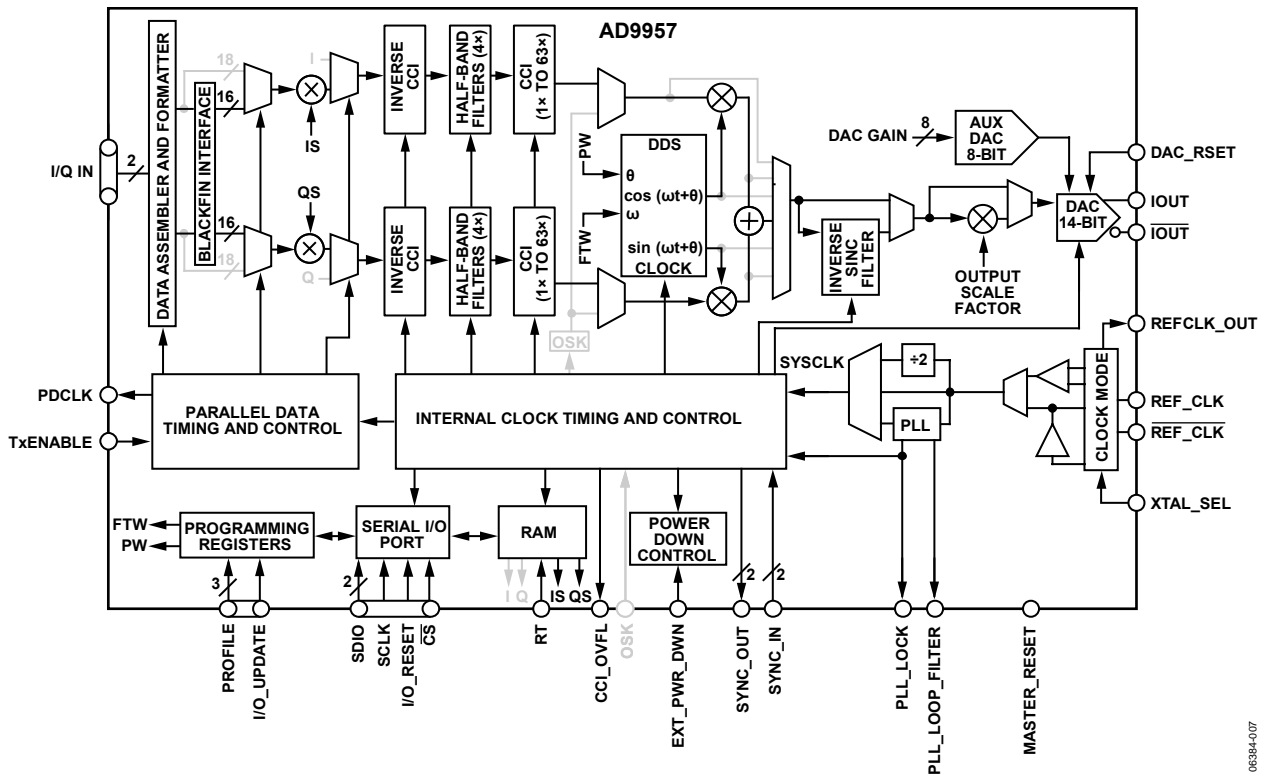 AD9957
I/Q IN
2
DATA ASSEMBLER AND FORMATTER
18
16
BLACKFIN INTERFACE
16
18
IS
QS
I
Q
INVERSE
CCI
HALF-BAND
FILTERS (4×)
CCI
(1× TO 63×)
INVERSE
CCI
HALF-BAND
FILTERS (4×)
CCI
(1× TO 63×)
OSK
PW
FTW
DDS
θ
cos (ωt+θ)
ω
sin (ωt+θ)
CLOCK
INVERSE
SINC
FILTER
OUTPUT
SCALE
FACTOR
DAC GAIN
8
AUX
DAC
8-BIT
DAC
14-BIT
DAC_RSET
IOUT
IOUT
REFCLK_OUT
REF_CLK
REF_CLK
XTAL_SEL
CLOCK MODE
SYSCLK
÷2
PLL
PDCLK
TxENABLE
PARALLEL DATA
TIMING AND CONTROL
INTERNAL CLOCK TIMING AND CONTROL
FTW
PW
PROGRAMMING
REGISTERS
SERIAL I/O
PORT
RAM
POWER
DOWN
CONTROL
I
Q
IS
QS
3
2
2
2
PROFILE
I/O_UPDATE
SDIO
SCLK
I/O_RESET
CS
RT
CCI_OVFL
OSK
EXT_PWR_DWN
SYNC_OUT
SYNC_IN
PLL_LOCK
PLL_LOOP_FILTER
MASTER_RESET
06384-007